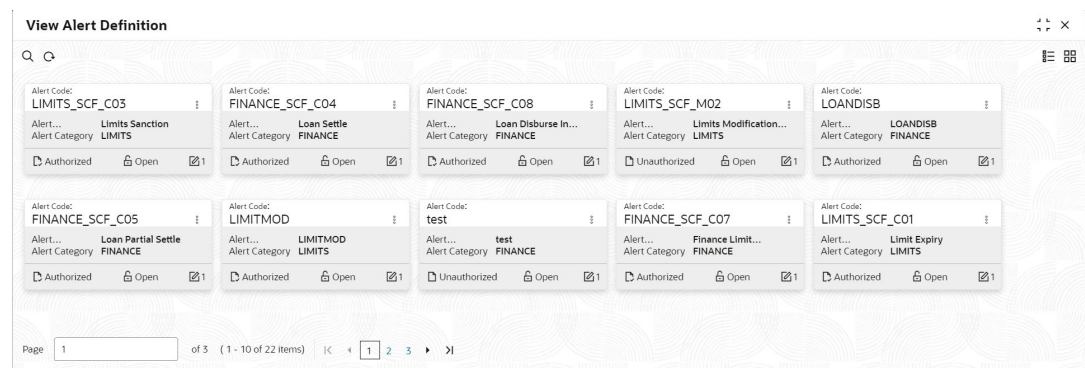 View Alert Definition
Alert Code:
LIMITS_SCF_C03
Alert... Limits Sanction
Alert Category LIMITS
Authorized Open 1
Alert Code:
FINANCE_SCF_C04
Alert... Loan Settle
Alert Category FINANCE
Authorized Open 1
Alert Code:
FINANCE_SCF_C08
Alert... Loan Disburse In...
Alert Category FINANCE
Authorized Open 1
Alert Code:
LIMITS_SCF_M02
Alert... Limits Modification...
Alert Category LIMITS
Unauthorized Open 1
Alert Code:
LOANDISB
Alert... LOANDISB
Alert Category FINANCE
Authorized Open 1
Alert Code:
FINANCE_SCF_C05
Alert... Loan Partial Settle
Alert Category FINANCE
Authorized Open 1
Alert Code:
LIMITMOD
Alert... LIMITMOD
Alert Category LIMITS
Authorized Open 1
Alert Code:
test
Alert... test
Alert Category FINANCE
Unauthorized Open 1
Alert Code:
FINANCE_SCF_C07
Alert... Finance Limit...
Alert Category FINANCE
Authorized Open 1
Alert Code:
LIMITS_SCF_C01
Alert... Limit Expiry
Alert Category LIMITS
Authorized Open 1
Page 1 of 3 ( 1 - 10 of 22 items) 1 2 3